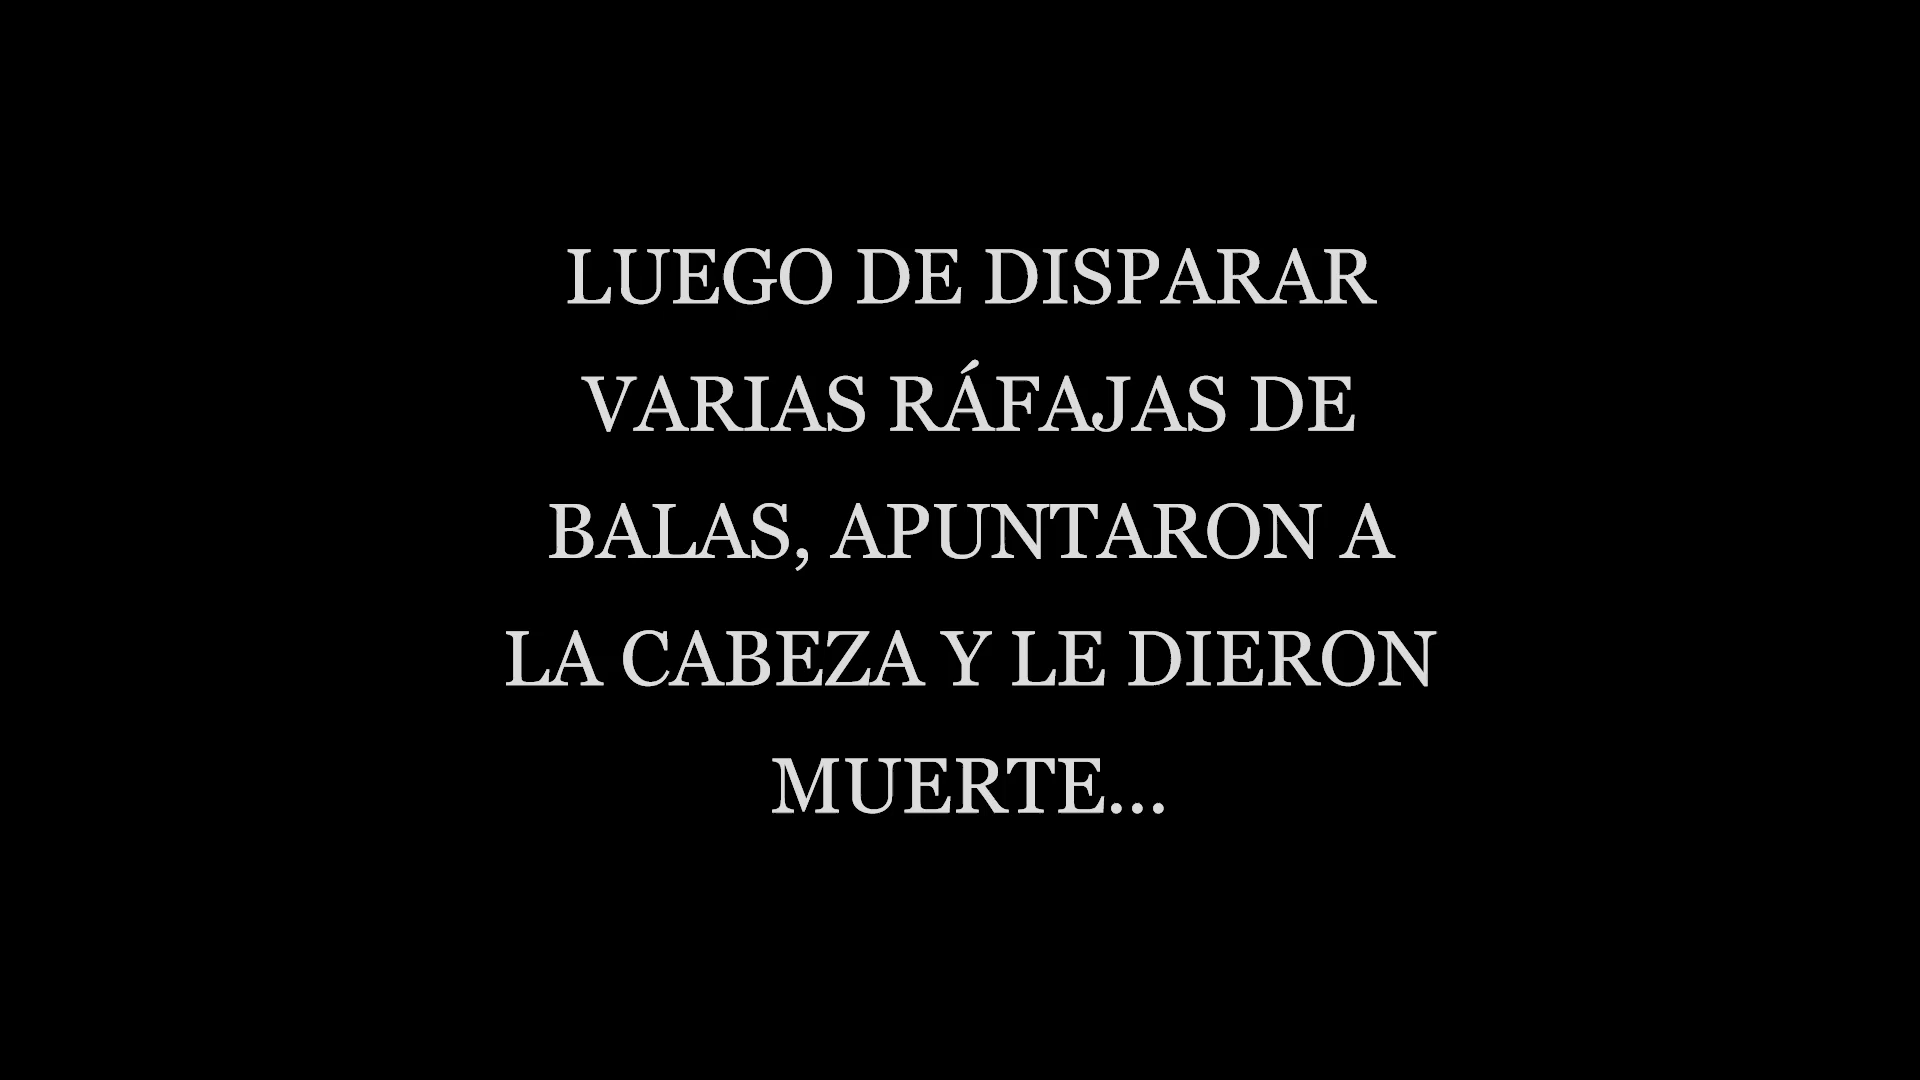 LUEGO DE DISPARAR
VARIAS RÁFAJAS DE
BALAS, APUNTARON A
LA CABEZA Y LE DIERON
MUERTE...